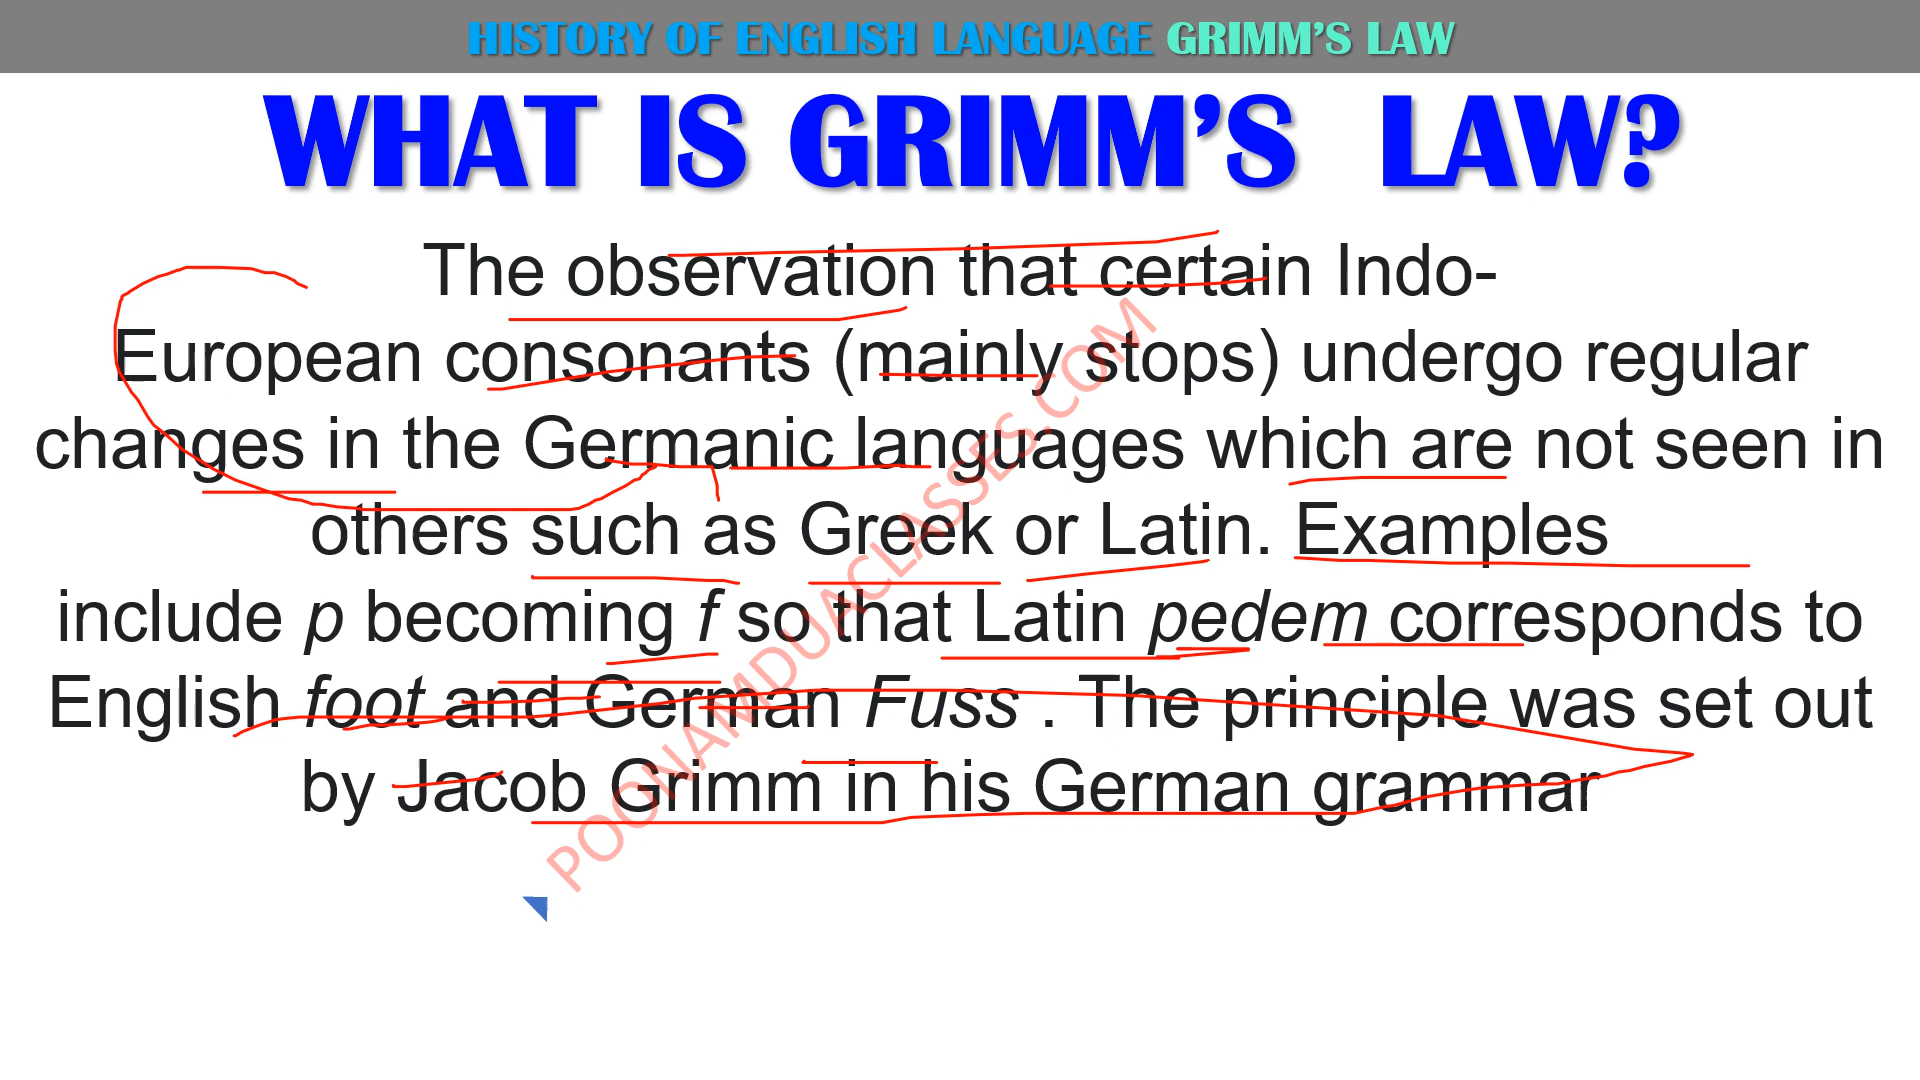 HISTORY OF ENGLISH LANGUAGE GRIMM’S LAW
WHAT IS GRIMM’S LAW?
The observation that certain Indo-
European consonants (mainly stops) undergo regular
changes in the Germanic languages which are not seen in
others such as Greek or Latin. Examples
include p becoming f so that Latin pedem corresponds to
English foot and German Fuss . The principle was set out
by Jacob Grimm in his German grammar
POONAMDUACLASSES.COM